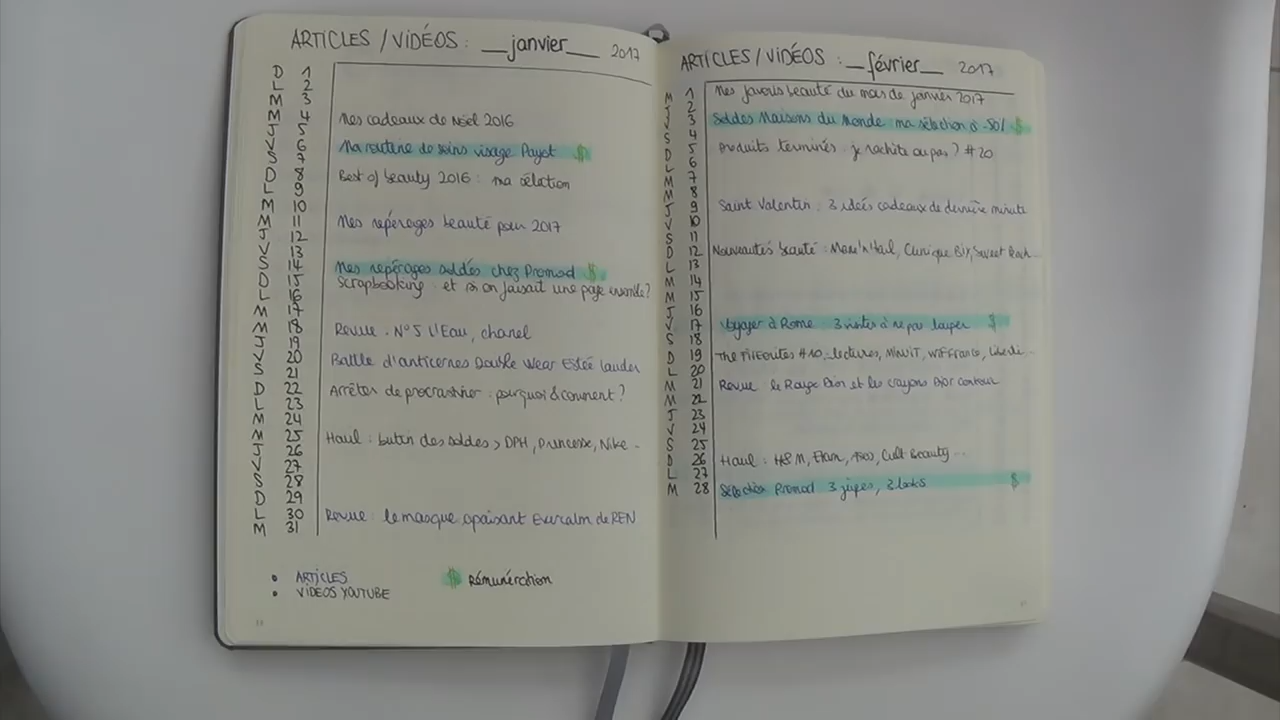 ARTICLES / VIDÉOS : __janvier__ 2017
D 1
L 2
M 3
M 4 Mes cadeaux de Noël 2016
J 5
V 6 Ma routine de soins visage Payot $
S 7
D 8 Best of beauty 2016 : ma sélection
L 9
M 10
M 11 Mes repérages beauté pour 2017
J 12
V 13
S 14 Mes repérages soldes chez Promod $
D 15 Scrapbooking : et si on faisait une page ensemble?
L 16
M 17
M 18 Revue : N°5 L'Eau, chanel
J 19
V 20 Battle d'anticernes Double Wear Estée Lauder
S 21
D 22 Arrêter de procrastiner : pourquoi & comment ?
L 23
M 24
M 25 Haul : butin des soldes > DPH, Princesse, Nike..
J 26
V 27
S 28
D 29
L 30 Revue : le masque apaisant Evercalm de REN
M 31
• ARTICLES
• VIDÉOS YOUTUBE
$ Rémunération
ARTICLES / VIDÉOS : __février__ 2017
M 1 Mes favoris beauté du mois de janvier 2017
J 2
V 3 Soldes Maisons du Monde ma sélection à -50% $
S 4
D 5 Produits terminés : je rachète ou pas ? #20
L 6
M 7
M 8
J 9 Saint Valentin : 3 idées cadeaux de dernière minute
V 10
S 11
D 12 Nouveautés beauté : Clinique Sweet
L 13
M 14
M 15
J 16
V 17 Voyager à Rome 3 visites à ne pas louper $
S 18
D 19 The #10 : lectures, MINUIT,
L 20
M 21 Revue : le Rouge Dior et les crayons Dior contour
M 22
J 23
V 24
S 25
D 26 Haul : H&M, Etam, Cult Beauty ...
L 27
M 28 Sélection Promod 3 jupes, 3 looks $